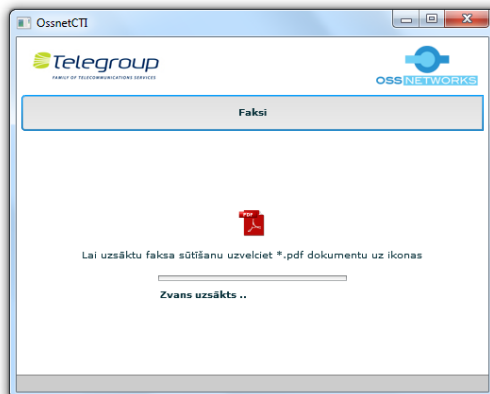 OssnetCTI
Telegroup
FAMILY OF TELECOMMUNICATIONS SERVICES
OSS NETWORKS
Faksi
PDF
Lai uzsāktu faksa sūtīšanu uzvelciet *.pdf dokumentu uz ikonas
Zvans uzsākts ..